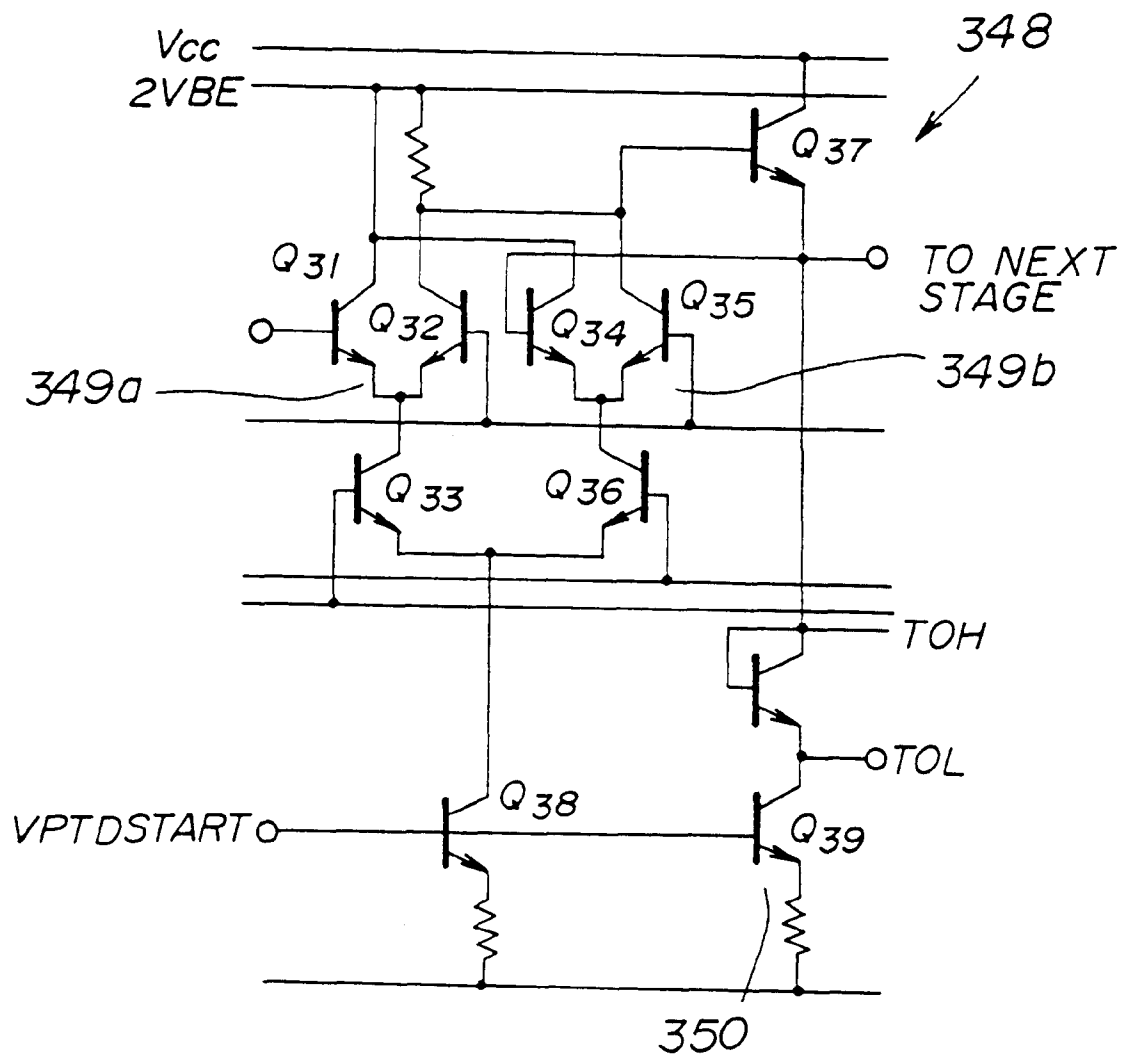 Vcc
348
2VBE
Q37
TO NEXT
STAGE
Q31
Q32
Q34
Q35
349a
349b
Q33
Q36
TOH
TOL
Q38
VPTDSTART
Q39
350